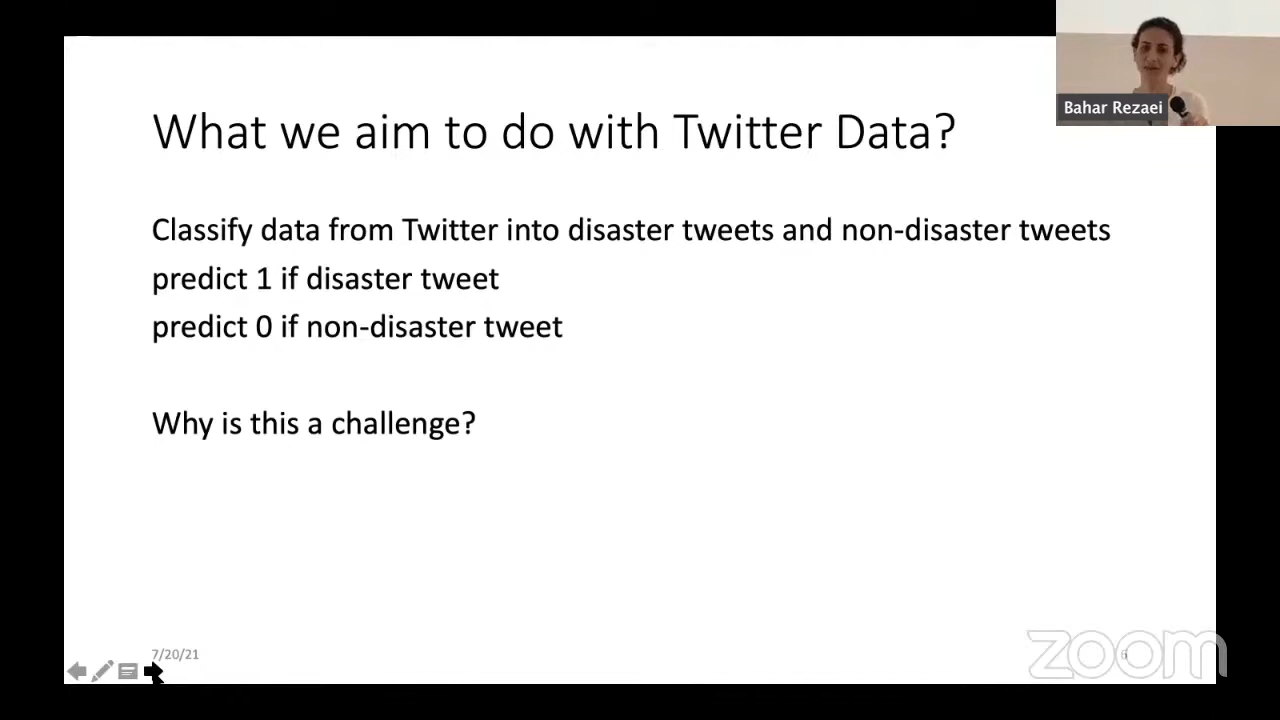 Bahar Rezaei
What we aim to do with Twitter Data?
Classify data from Twitter into disaster tweets and non-disaster tweets
predict 1 if disaster tweet
predict 0 if non-disaster tweet
Why is this a challenge?
7/20/21
zoom